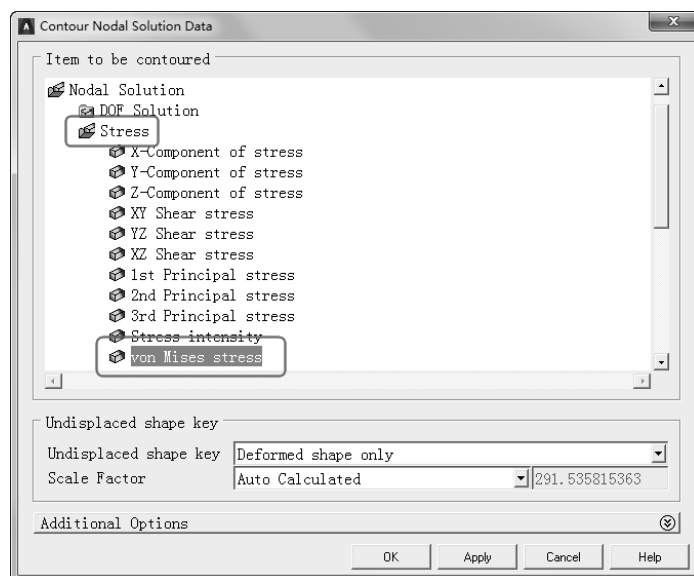 Contour Nodal Solution Data
Item to be contoured
Nodal Solution
DOF Solution
Stress
X-Component of stress
Y-Component of stress
Z-Component of stress
XY Shear stress
YZ Shear stress
XZ Shear stress
1st Principal stress
2nd Principal stress
3rd Principal stress
Stress intensity
von Mises stress
Undisplaced shape key
Undisplaced shape key Deformed shape only
Scale Factor Auto Calculated 291.535815363
Additional Options
OK Apply Cancel Help